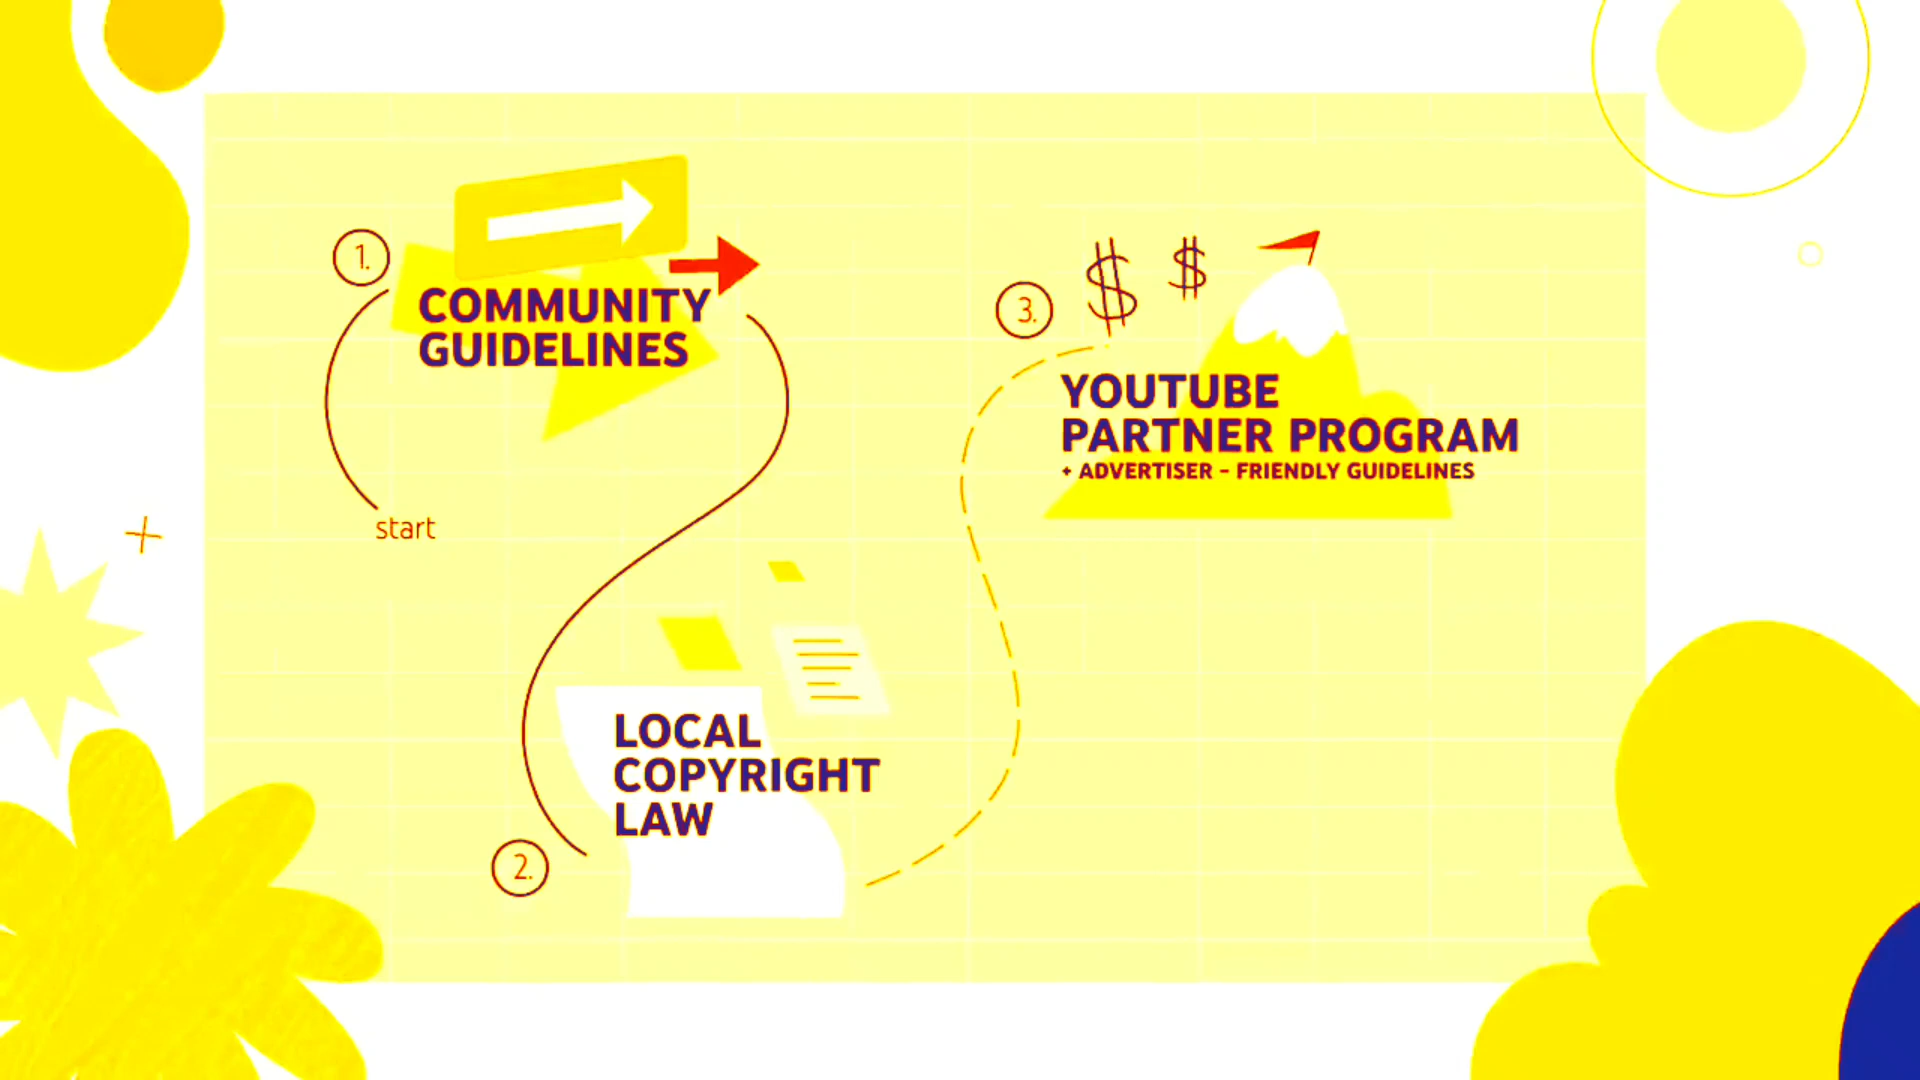 1.
COMMUNITY
GUIDELINES
start
2.
LOCAL
COPYRIGHT
LAW
3.
$ $
YOUTUBE
PARTNER PROGRAM
+ ADVERTISER - FRIENDLY GUIDELINES